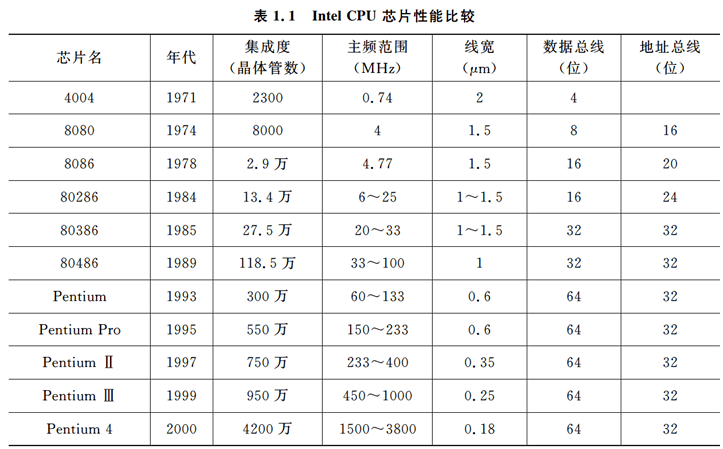 表 1.1 Intel CPU 芯片性能比较
芯片名 年代 集成度（晶体管数） 主频范围（MHz） 线宽（μm） 数据总线（位） 地址总线（位）
4004 1971 2300 0.74 2 4
8080 1974 8000 4 1.5 8 16
8086 1978 2.9 万 4.77 1.5 16 20
80286 1984 13.4 万 6～25 1～1.5 16 24
80386 1985 27.5 万 20～33 1～1.5 32 32
80486 1989 118.5 万 33～100 1 32 32
Pentium 1993 300 万 60～133 0.6 64 32
Pentium Pro 1995 550 万 150～233 0.6 64 32
Pentium Ⅱ 1997 750 万 233～400 0.35 64 32
Pentium Ⅲ 1999 950 万 450～1000 0.25 64 32
Pentium 4 2000 4200 万 1500～3800 0.18 64 32